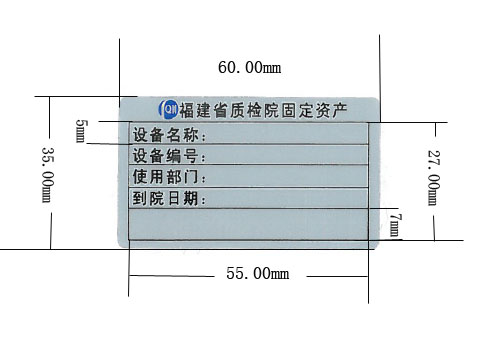 60.00mm
QI 福建省质检院固定资产
5mm
设备名称：
35.00mm
设备编号：
27.00mm
使用部门：
到院日期：
7mm
55.00mm